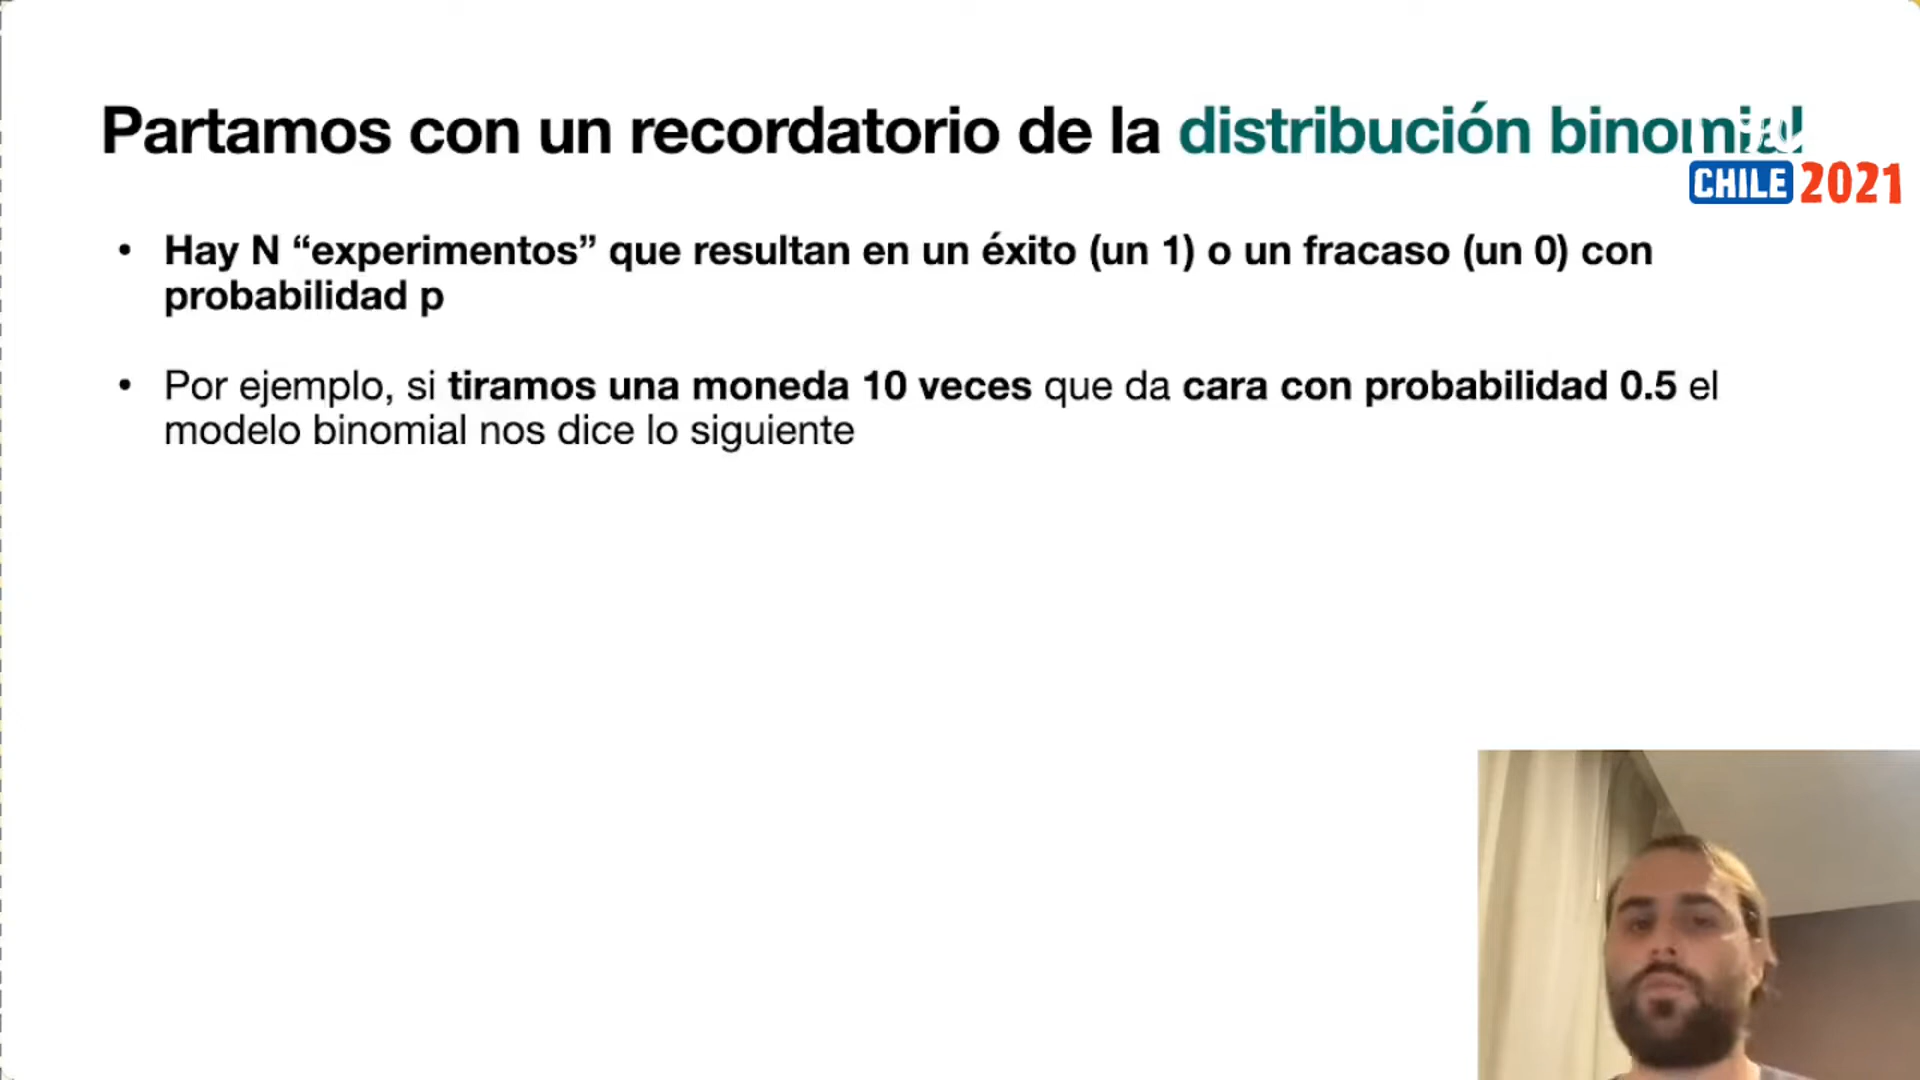 Partamos con un recordatorio de la distribución binomial
CHILE 2021
• Hay N “experimentos” que resultan en un éxito (un 1) o un fracaso (un 0) con
probabilidad p
• Por ejemplo, si tiramos una moneda 10 veces que da cara con probabilidad 0.5 el
modelo binomial nos dice lo siguiente